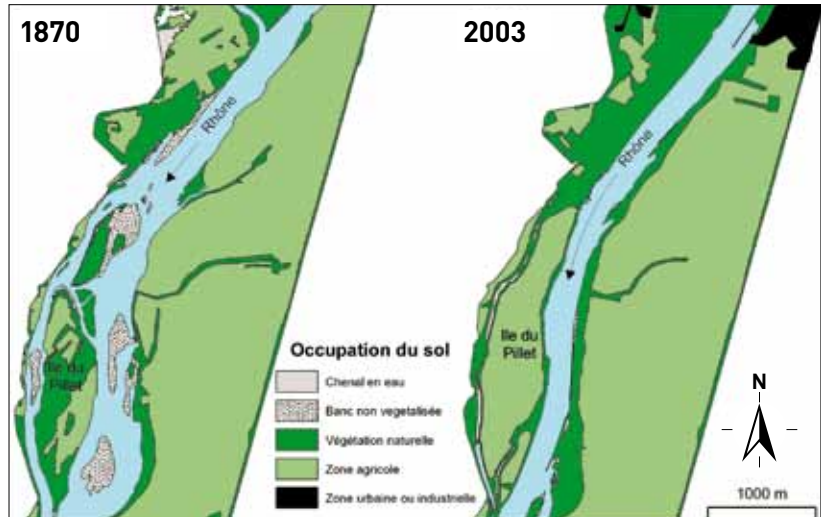 1870
2003
Rhône
Rhône
Ile du
Pillet
Ile du
Pillet
Occupation du sol
Chenal en eau
Banc non vegetalisée
Végétation naturelle
Zone agricole
Zone urbaine ou industrielle
N
1000 m